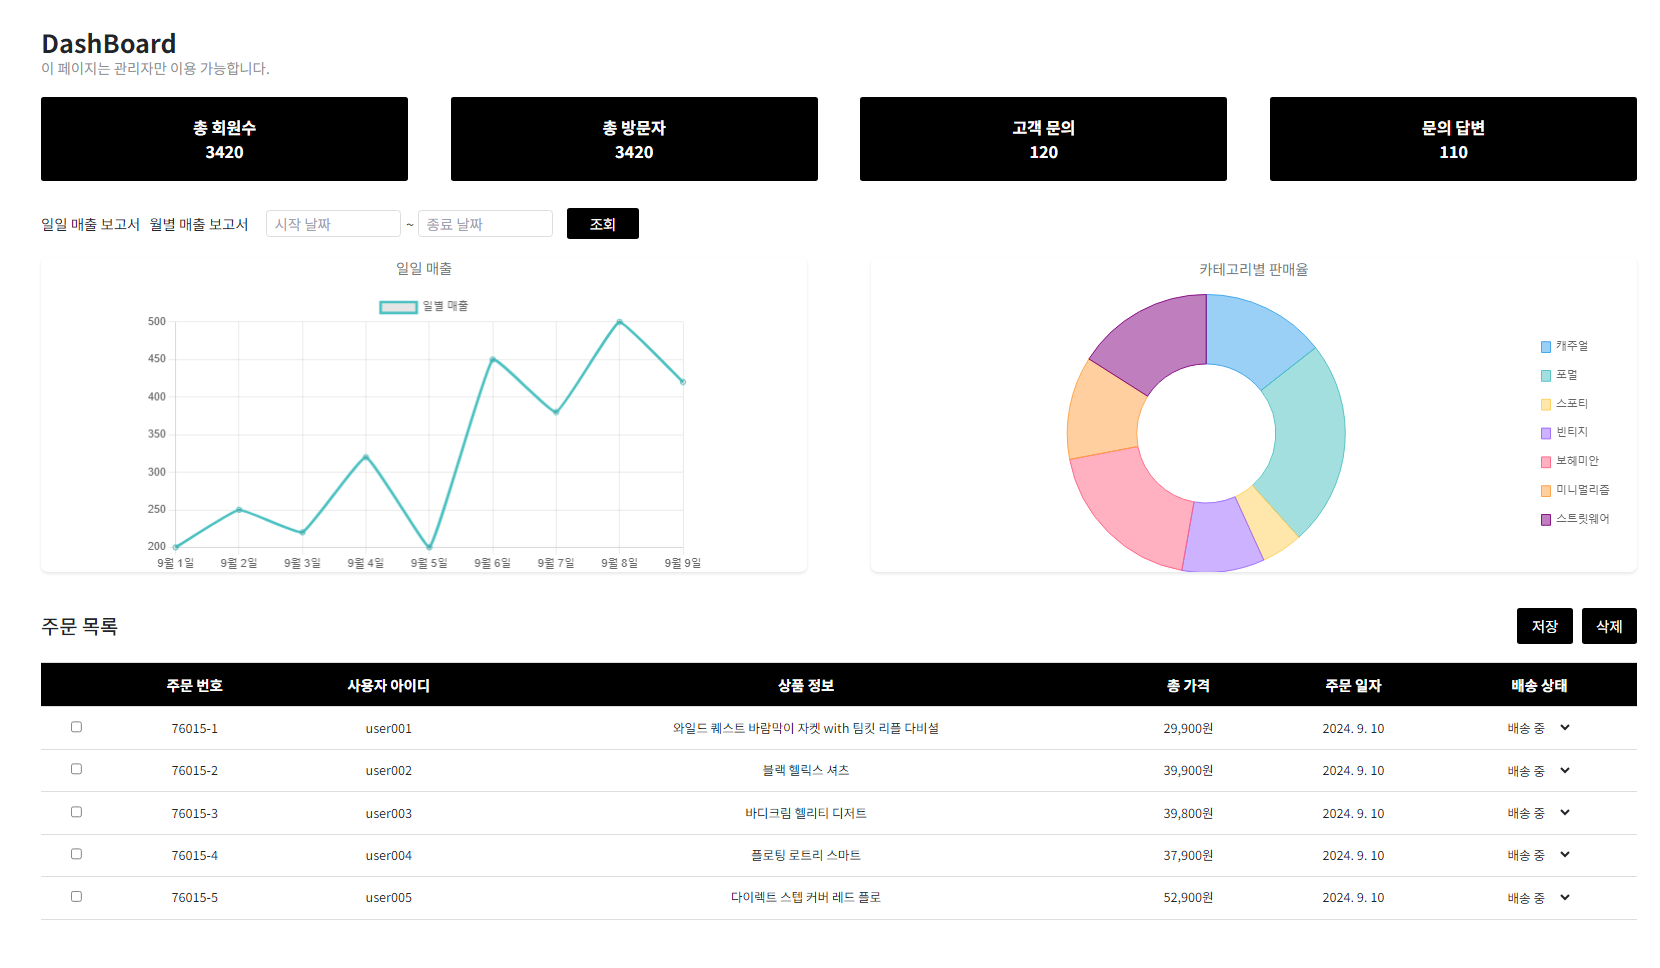 DashBoard
이 페이지는 관리자만 이용 가능합니다.
총 회원수
3420
총 방문자
3420
고객 문의
120
문의 답변
110
일일 매출 보고서 월별 매출 보고서 시작 날짜 ~ 종료 날짜 조회
일일 매출
일별 매출
500
450
400
350
300
250
200
9월 1일 9월 2일 9월 3일 9월 4일 9월 5일 9월 6일 9월 7일 9월 8일 9월 9일
카테고리별 판매율
캐주얼
포멀
스포티
빈티지
보헤미안
미니멀리즘
스트릿웨어
주문 목록 저장 삭제
주문 번호 사용자 아이디 상품 정보 총 가격 주문 일자 배송 상태
76015-1 user001 와일드 퀘스트 바람막이 자켓 with 팀킷 리플 다비셜 29,900원 2024. 9. 10 배송 중
76015-2 user002 블랙 헬릭스 셔츠 39,900원 2024. 9. 10 배송 중
76015-3 user003 바디크림 헬리티 디저트 39,800원 2024. 9. 10 배송 중
76015-4 user004 플로팅 로트리 스마트 37,900원 2024. 9. 10 배송 중
76015-5 user005 다이렉트 스텝 커버 레드 플로 52,900원 2024. 9. 10 배송 중